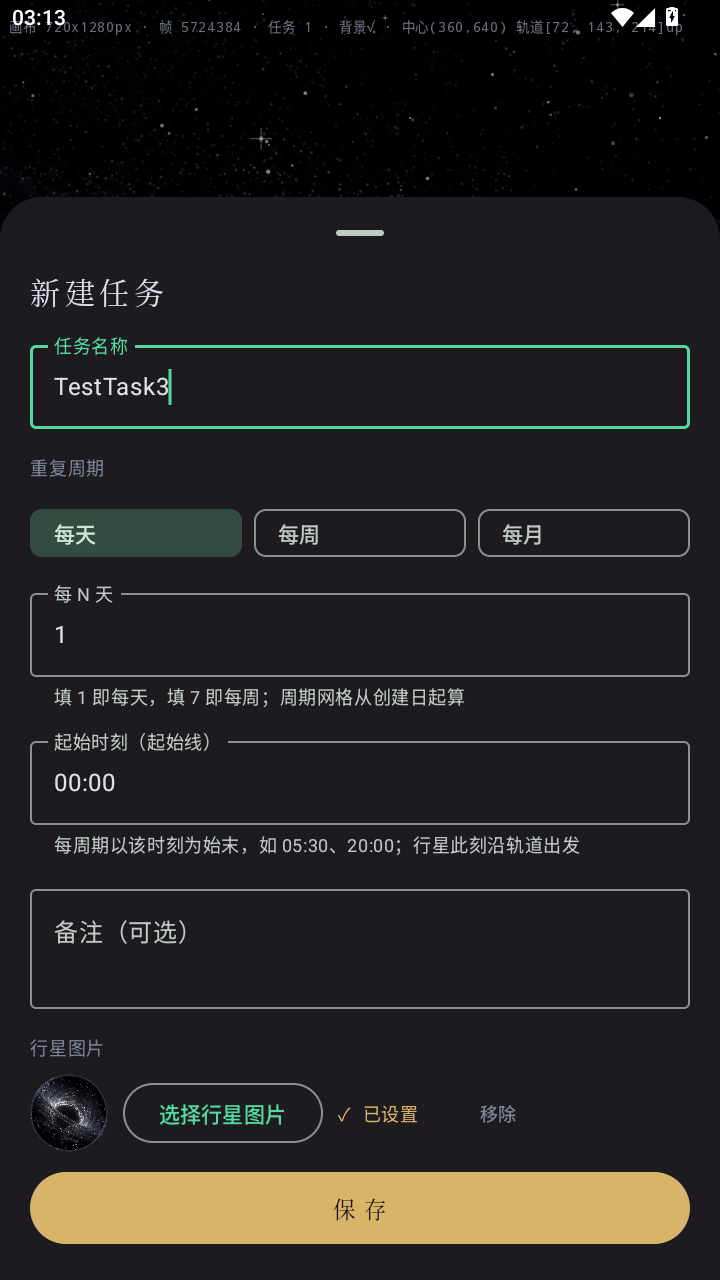 03:13
画布 720x1280px · 帧 5724384 · 任务 1 · 背景√ · 中心(360,640) 轨道[72, 143, 214]dp
新建任务
任务名称
TestTask3
重复周期
每天 每周 每月
每 N 天
1
填 1 即每天，填 7 即每周；周期网格从创建日起算
起始时刻（起始线）
00:00
每周期以该时刻为始末，如 05:30、20:00；行星此刻沿轨道出发
备注（可选）
行星图片
选择行星图片 ✓ 已设置 移除
保存